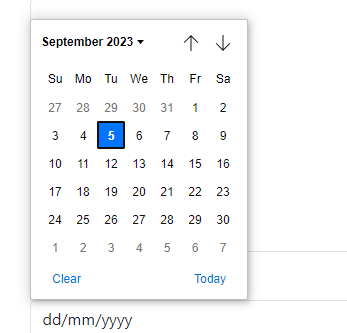 September 2023
Su Mo Tu We Th Fr Sa
27 28 29 30 31 1 2
3 4 5 6 7 8 9
10 11 12 13 14 15 16
17 18 19 20 21 22 23
24 25 26 27 28 29 30
1 2 3 4 5 6 7
Clear Today
dd/mm/yyyy